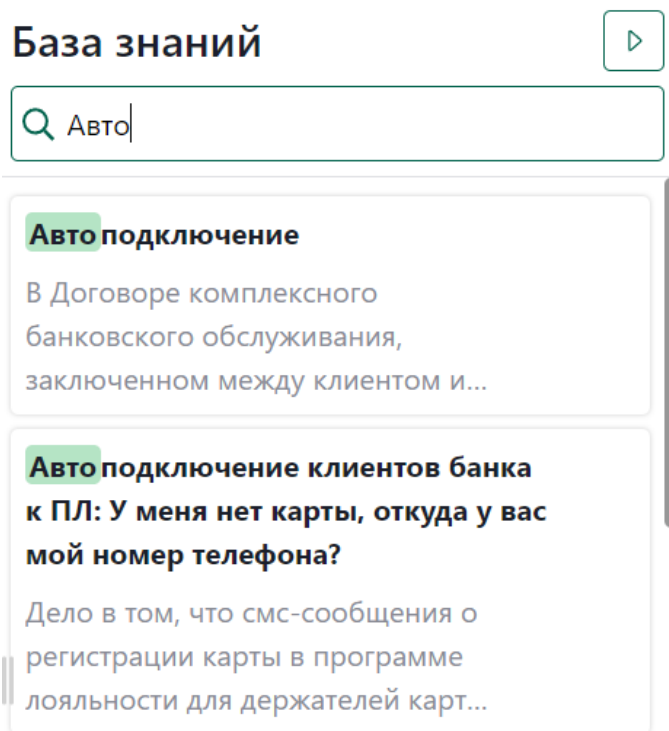 База знаний
Авто
Автоподключение
В Договоре комплексного
банковского обслуживания,
заключенном между клиентом и...
Автоподключение клиентов банка
к ПЛ: У меня нет карты, откуда у вас
мой номер телефона?
Дело в том, что смс-сообщения о
регистрации карты в программе
лояльности для держателей карт...